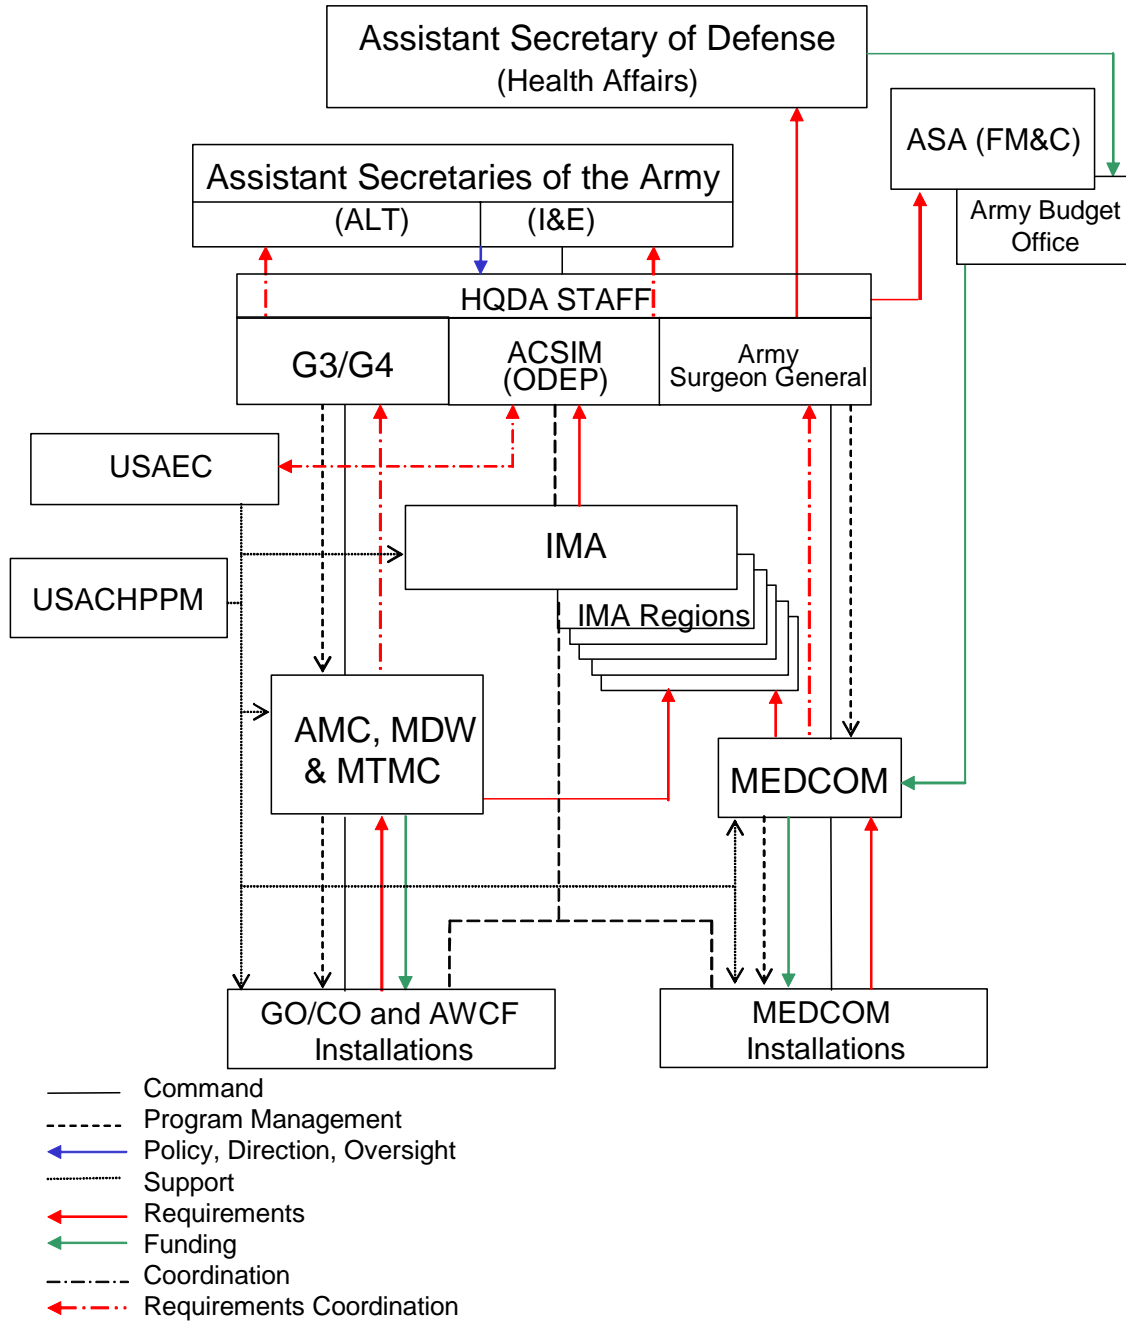 Assistant Secretary of Defense
(Health Affairs)
ASA (FM&C)
Army Budget
Office
Assistant Secretaries of the Army
(ALT)
(I&E)
HQDA STAFF
G3/G4
ACSIM
(ODEP)
Army
Surgeon General
USAEC
IMA
USACHPPM
IMA Regions
AMC, MDW
& MTMC
MEDCOM
GO/CO and AWCF
Installations
MEDCOM
Installations
Command
Program Management
Policy, Direction, Oversight
Support
Requirements
Funding
Coordination
Requirements Coordination